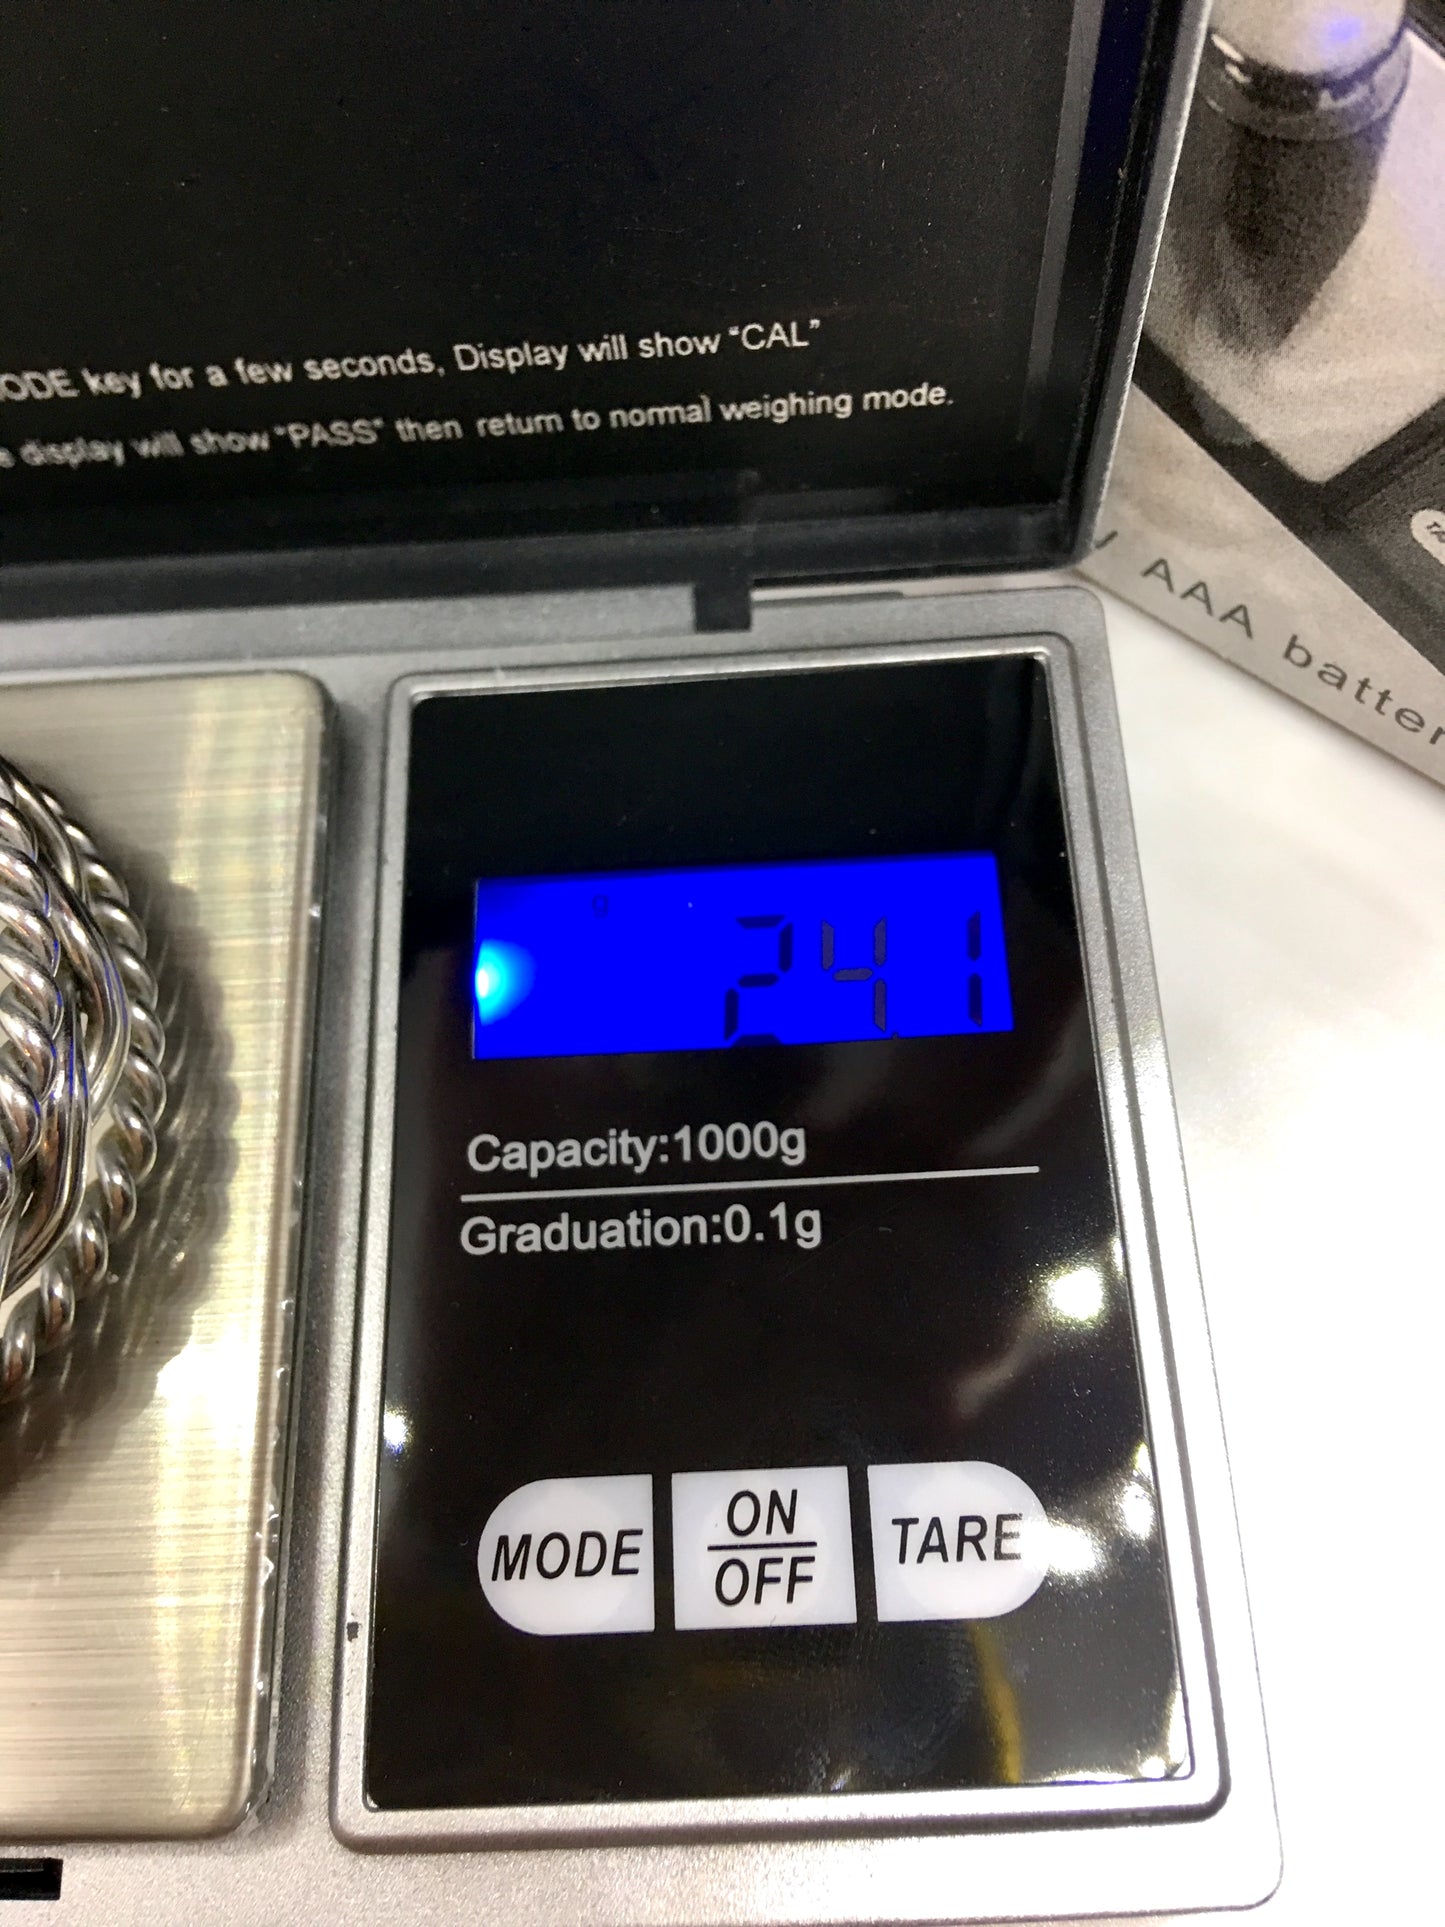 ODE key for a few seconds, Display will show “CAL”
display will show “PASS” then return to normal weighing mode.
AAA batter
g
24.1
Capacity:1000g
Graduation:0.1g
MODE
ON
OFF
TARE